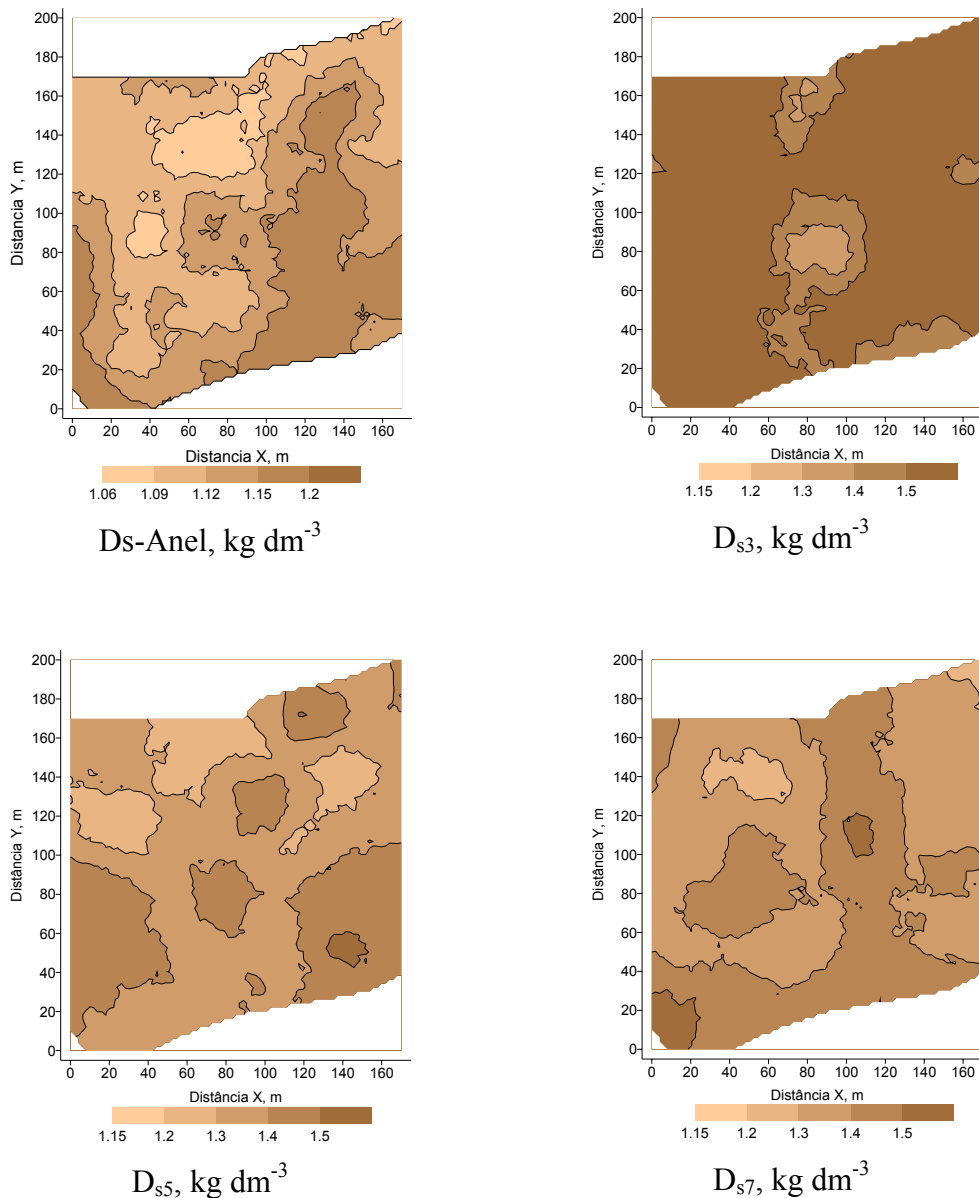 200
180
160
140
120
100
80
60
40
20
0
Distancia Y, m
0 20 40 60 80 100 120 140 160
Distancia X, m
1.06 1.09 1.12 1.15 1.2
Ds-Anel, kg dm-3
200
180
160
140
120
100
80
60
40
20
0
Distância Y, m
0 20 40 60 80 100 120 140 160
Distância X, m
1.15 1.2 1.3 1.4 1.5
Ds3, kg dm-3
200
180
160
140
120
100
80
60
40
20
0
Distância Y, m
0 20 40 60 80 100 120 140 160
Distância X, m
1.15 1.2 1.3 1.4 1.5
Ds5, kg dm-3
200
180
160
140
120
100
80
60
40
20
0
Distância Y, m
0 20 40 60 80 100 120 140 160
Distância X, m
1.15 1.2 1.3 1.4 1.5
Ds7, kg dm-3